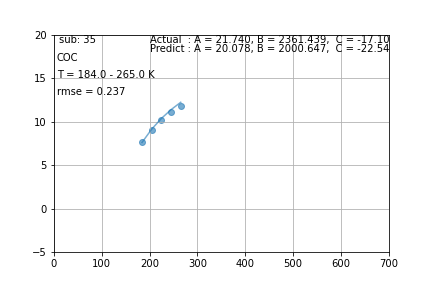 sub: 35
Actual : A = 21.740, B = 2361.439, C = -17.10
Predict : A = 20.078, B = 2000.647, C = -22.54
COC
T = 184.0 - 265.0 K
rmse = 0.237
20
15
10
5
0
−5
0 100 200 300 400 500 600 700